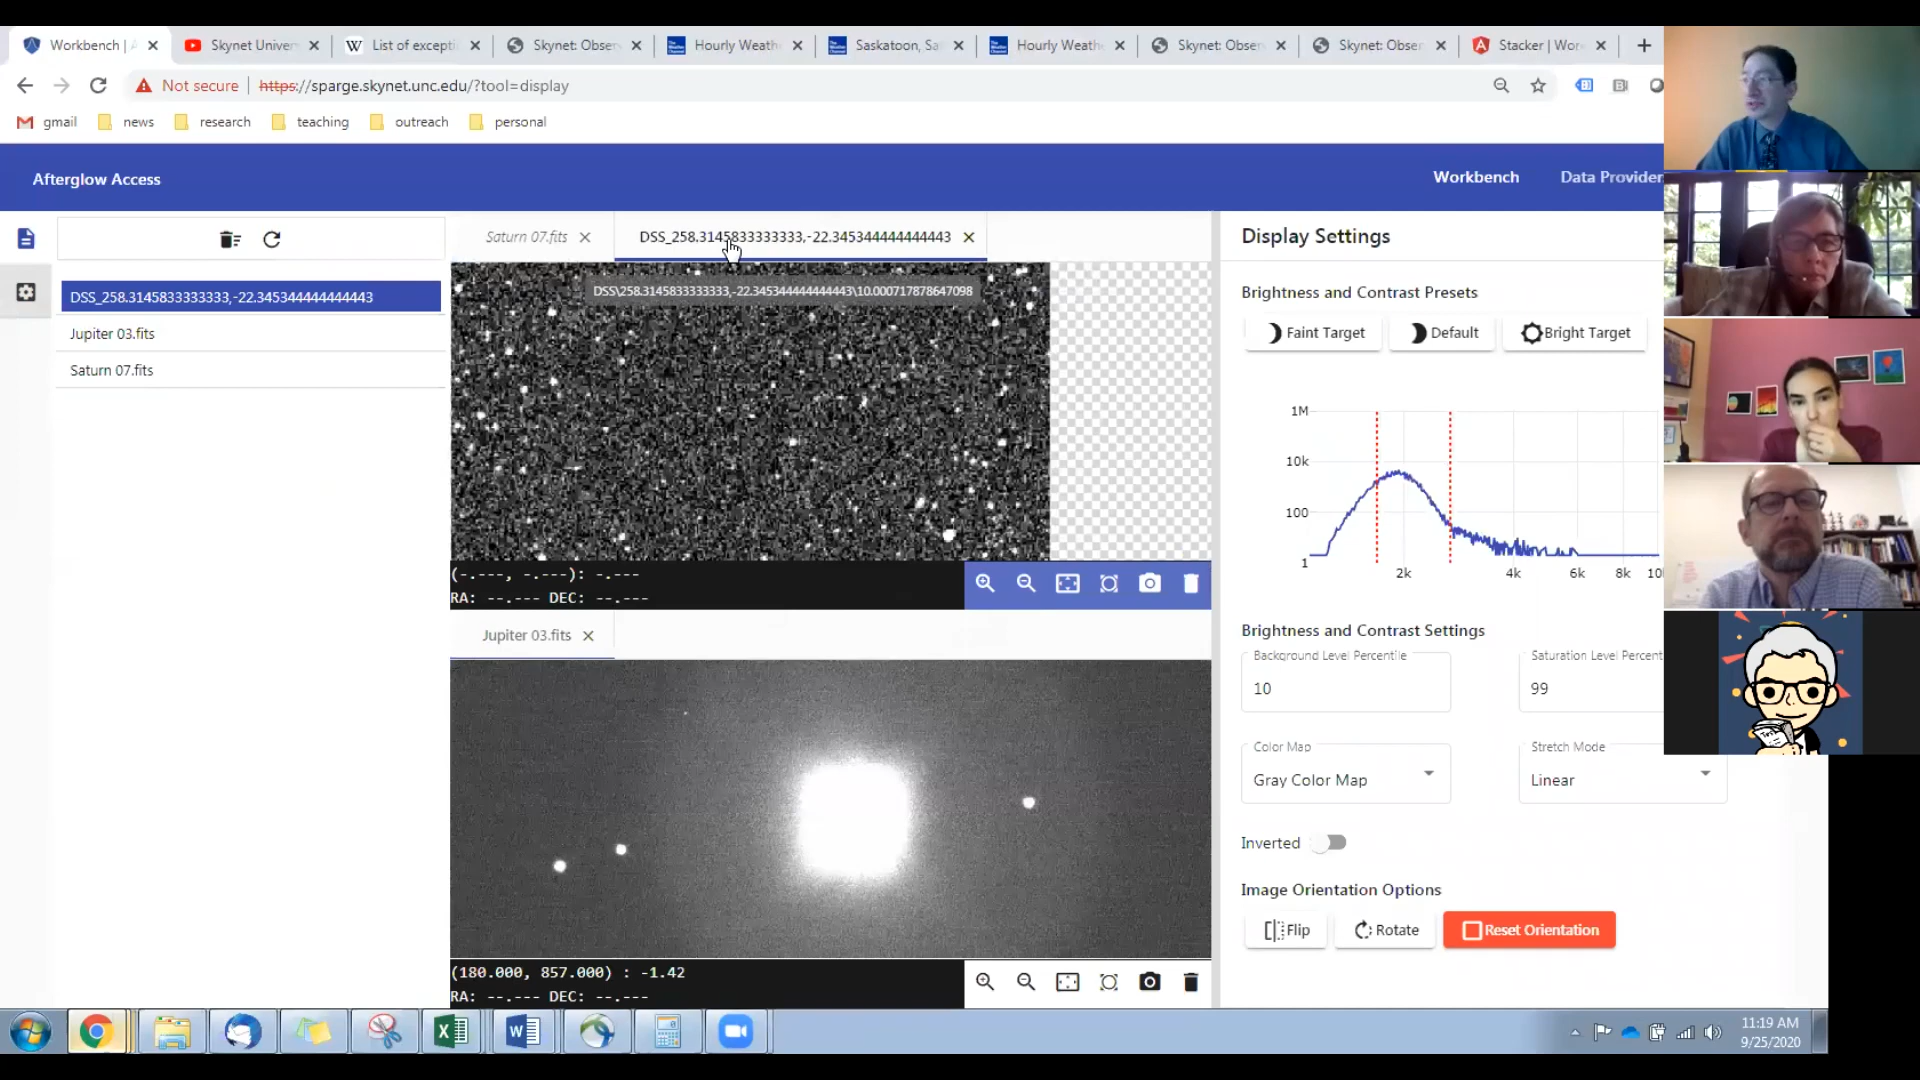 Workbench | A
Skynet Univer
List of excepti
Skynet: Obser
Hourly Weath
Saskatoon, Sa
Hourly Weath
Skynet: Obser
Skynet: Obser
Stacker | Wor
Not secure
https://sparge.skynet.unc.edu/?tool=display
gmail
news
research
teaching
outreach
personal
Afterglow Access
Workbench
Data Provider
Saturn 07.fits
DSS_258.3145833333333,-22.345344444444443
Display Settings
DSS_258.3145833333333,-22.345344444444443
Jupiter 03.fits
Saturn 07.fits
DSS\258.3145833333333,-22.345344444444443\10.000717878647098
Brightness and Contrast Presets
Faint Target
Default
Bright Target
1M
10k
100
1
2k
4k
6k
8k
10
(-.---, -.---): -.---
RA: --.--- DEC: --.---
Jupiter 03.fits
Brightness and Contrast Settings
Background Level Percentile
10
Saturation Level Percent
99
Color Map
Gray Color Map
Stretch Mode
Linear
Inverted
Image Orientation Options
Flip
Rotate
Reset Orientation
(180.000, 857.000) : -1.42
RA: --.--- DEC: --.---
11:19 AM
9/25/2020